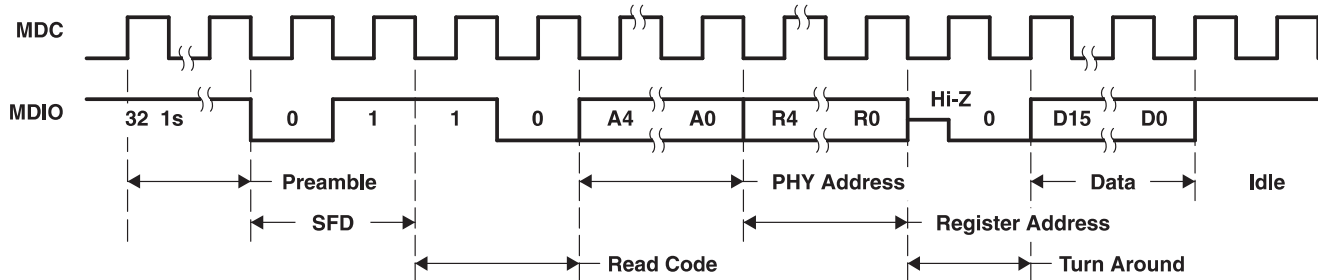 MDC
MDIO
32 1s 0 1 1 0 A4 A0 R4 R0 Hi-Z 0 D15 D0
Preamble PHY Address Data Idle
SFD Register Address
Read Code Turn Around